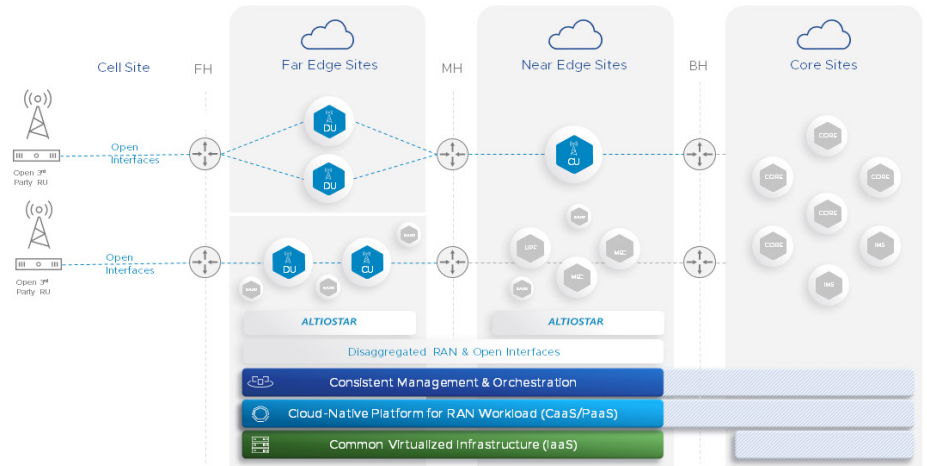 Cell Site
FH
Far Edge Sites
MH
Near Edge Sites
BH
Core Sites
DU
DU
CU
Open
Interfaces
Open 3rd
Party RU
CORE
CORE
CORE
CORE
CORE
IMS
IMS
Open
Interfaces
Open 3rd
Party RU
DU
CU
UPF
MEC
MEC
ALTIOSTAR
ALTIOSTAR
Disaggregated RAN & Open Interfaces
Consistent Management & Orchestration
Cloud-Native Platform for RAN Workload (CaaS/PaaS)
Common Virtualized Infrastructure (IaaS)